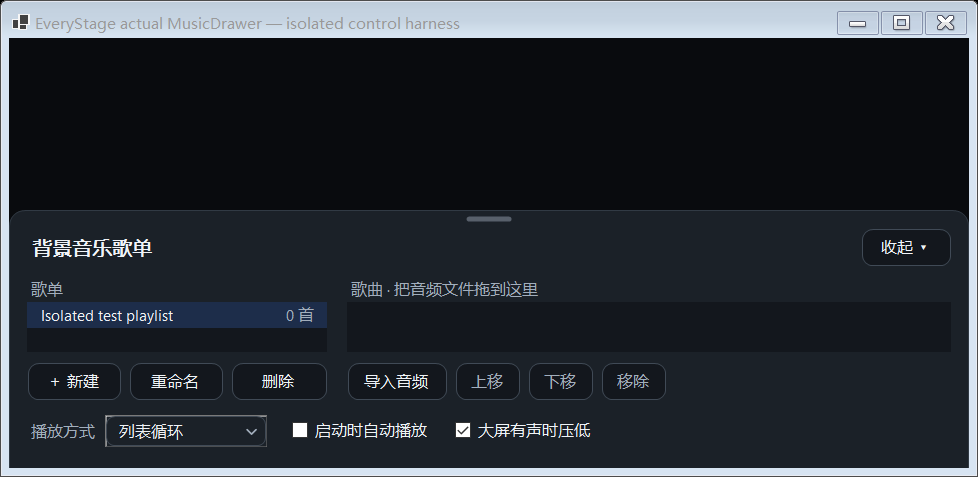 EveryStage actual MusicDrawer — isolated control harness
背景音乐歌单
收起 ▾
歌单
歌曲 · 把音频文件拖到这里
Isolated test playlist 0 首
+ 新建 重命名 删除 导入音频 上移 下移 移除
播放方式 列表循环 启动时自动播放 大屏有声时压低